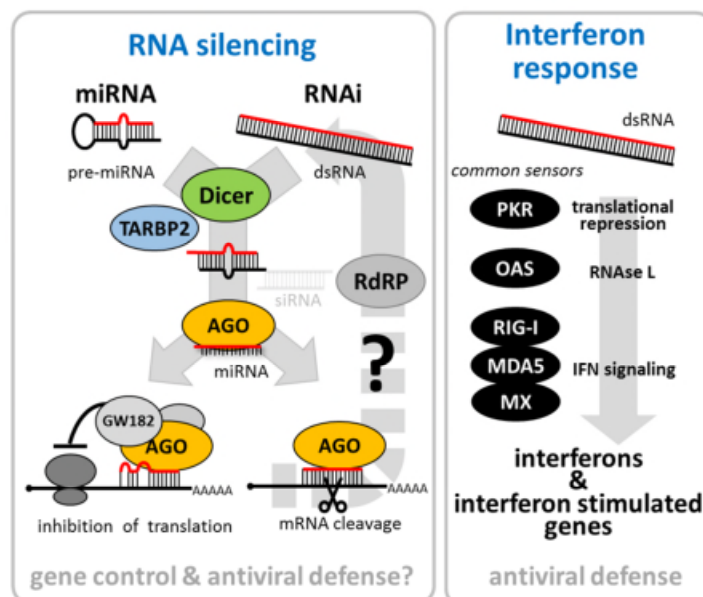 RNA silencing
miRNA
RNAi
pre-miRNA
dsRNA
Dicer
TARBP2
siRNA
RdRP
AGO
miRNA
?
GW182
AGO
AAAAA
inhibition of translation
AGO
AAAAA
mRNA cleavage
gene control & antiviral defense?
Interferon
response
dsRNA
common sensors
PKR
translational
repression
OAS
RNAse L
RIG-I
MDA5
IFN signaling
MX
interferons
&
interferon stimulated
genes
antiviral defense